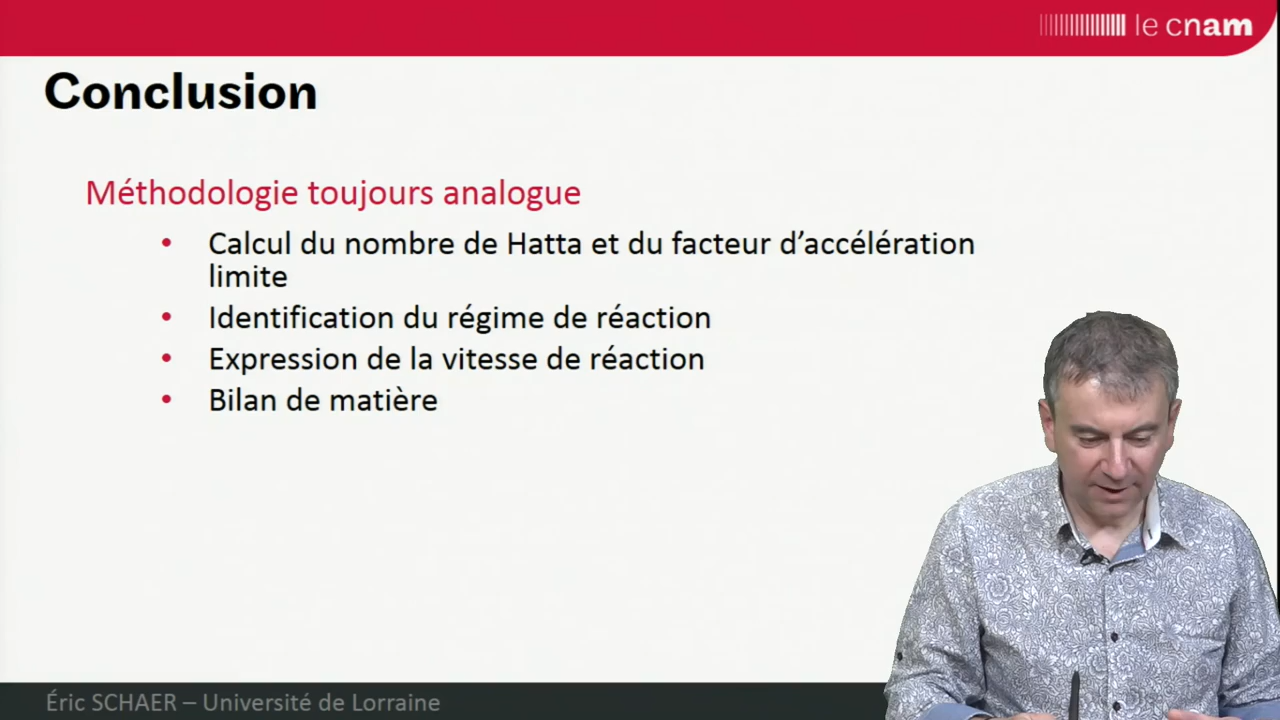 le cnam
Conclusion
Méthodologie toujours analogue
• Calcul du nombre de Hatta et du facteur d’accélération
limite
• Identification du régime de réaction
• Expression de la vitesse de réaction
• Bilan de matière
Éric SCHAER – Université de Lorraine